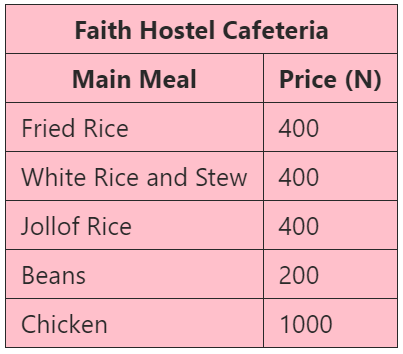 Faith Hostel Cafeteria
Main Meal Price (N)
Fried Rice 400
White Rice and Stew 400
Jollof Rice 400
Beans 200
Chicken 1000